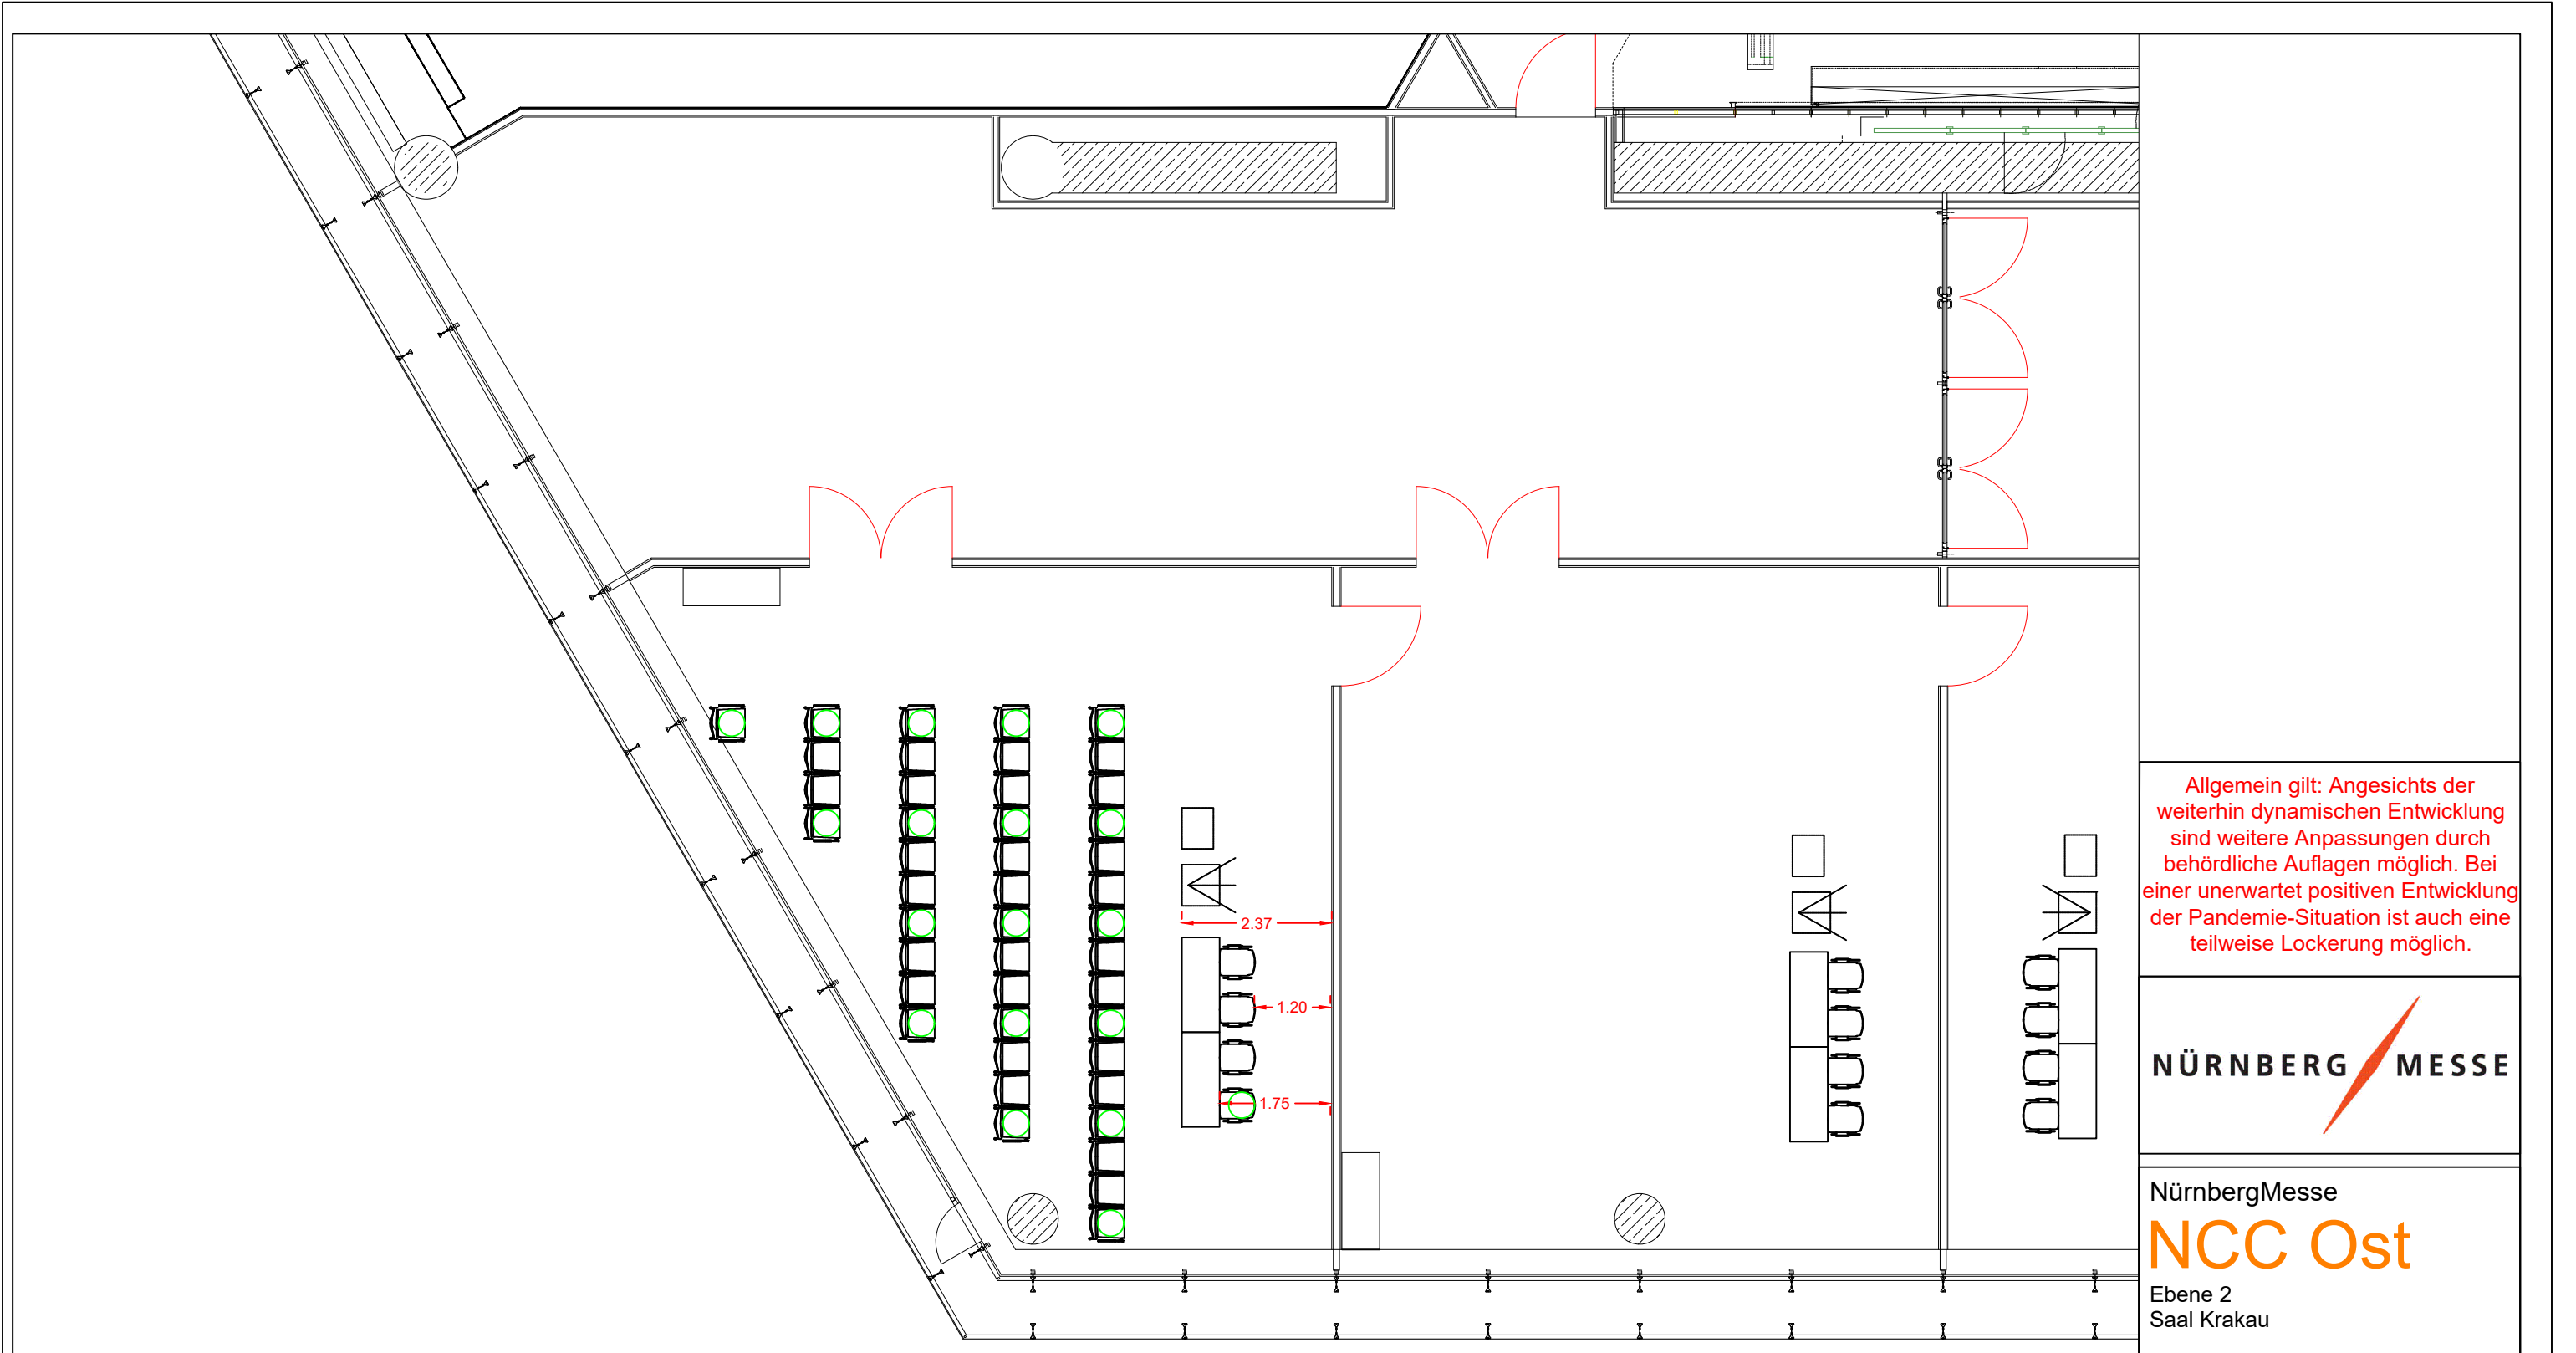 2.37
1.20
1.75
Allgemein gilt: Angesichts der
weiterhin dynamischen Entwicklung
sind weitere Anpassungen durch
behördliche Auflagen möglich. Bei
einer unerwartet positiven Entwicklung
der Pandemie-Situation ist auch eine
teilweise Lockerung möglich.
NÜRNBERG MESSE
NürnbergMesse
NCC Ost
Ebene 2
Saal Krakau